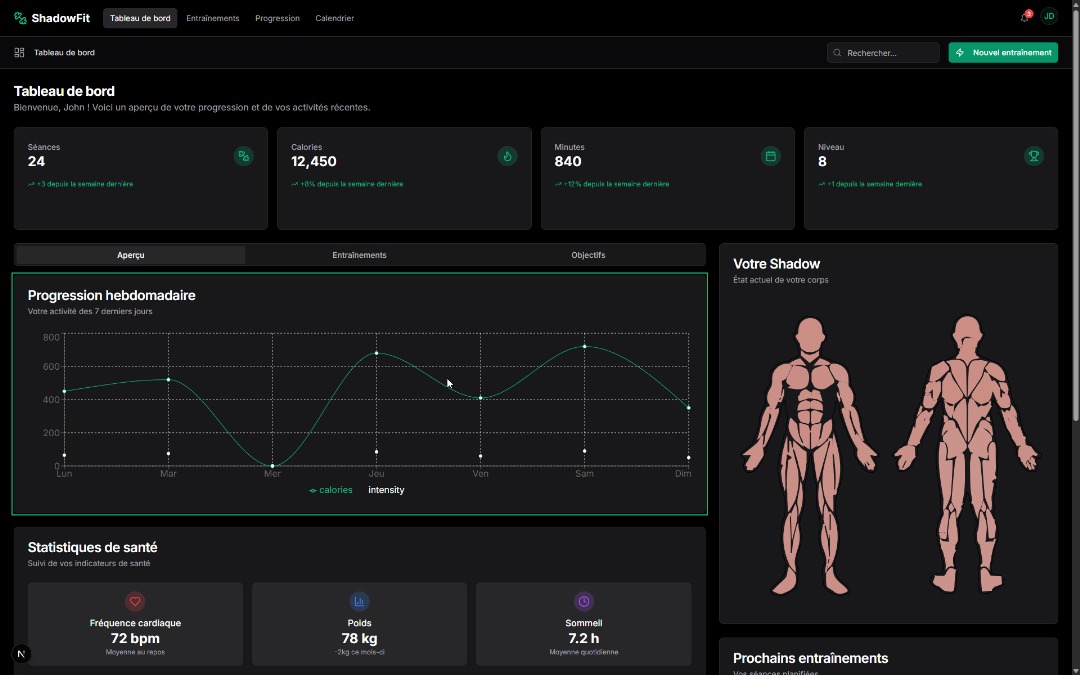 ShadowFit
Tableau de bord
Entraînements
Progression
Calendrier
3
JD
Tableau de bord
Rechercher...
Nouvel entraînement
Tableau de bord
Bienvenue, John ! Voici un aperçu de votre progression et de vos activités récentes.
Séances
24
+3 depuis la semaine dernière
Calories
12,450
+8% depuis la semaine dernière
Minutes
840
+12% depuis la semaine dernière
Niveau
8
+1 depuis la semaine dernière
Aperçu
Entraînements
Objectifs
Progression hebdomadaire
Votre activité des 7 derniers jours
800
600
400
200
0
Lun
Mar
Mer
Jeu
Ven
Sam
Dim
calories
intensity
Votre Shadow
État actuel de votre corps
Statistiques de santé
Suivi de vos indicateurs de santé
Fréquence cardiaque
72 bpm
Moyenne au repos
Poids
78 kg
-2kg ce mois-ci
Sommeil
7.2 h
Moyenne quotidienne
N
Prochains entraînements
Vos séances planifiées